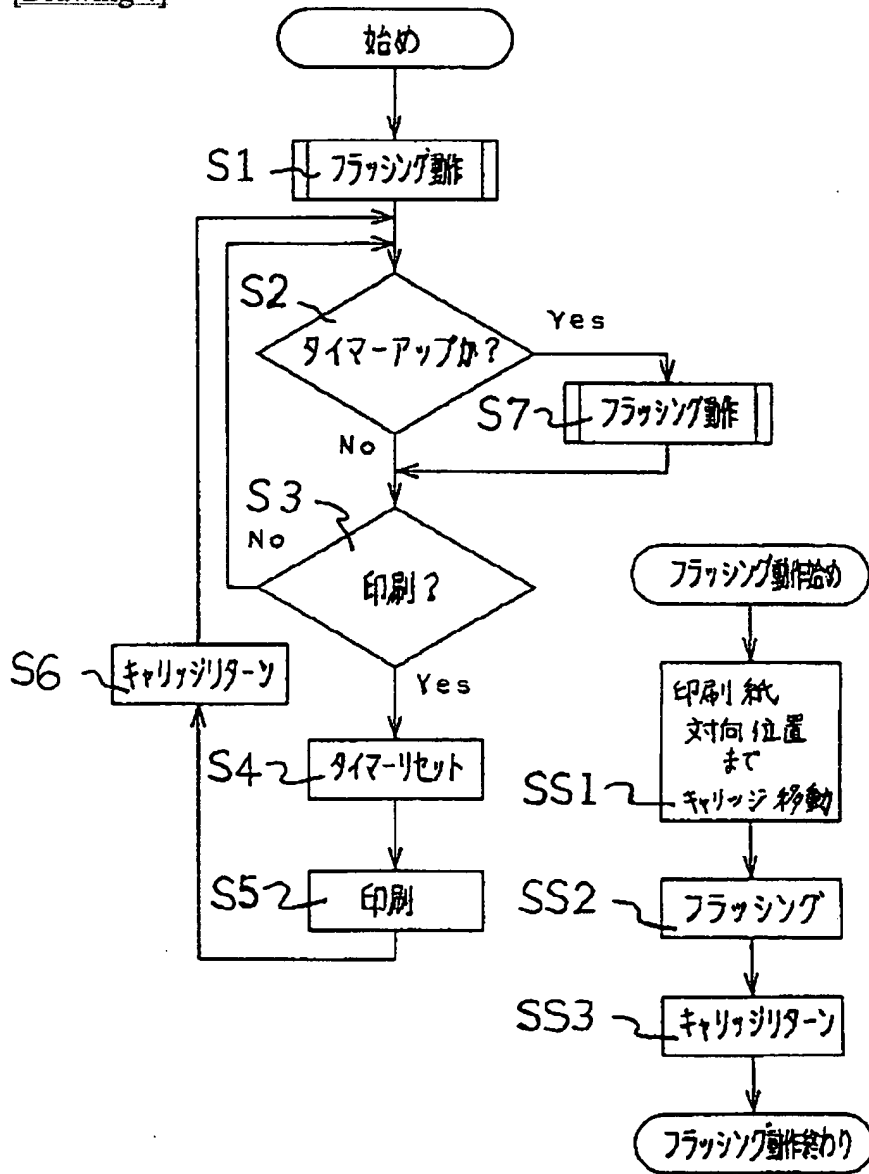 始め
S1
フラッシング動作
S2
タイマーアップか?
Yes
S7
フラッシング動作
No
S3
No
印刷?
Yes
S6
キャリッジリターン
S4
タイマーリセット
S5
印刷
フラッシング動作始め
印刷紙
対向位置
まで
キャリッジ移動
SS1
SS2
フラッシング
SS3
キャリッジリターン
フラッシング動作終わり